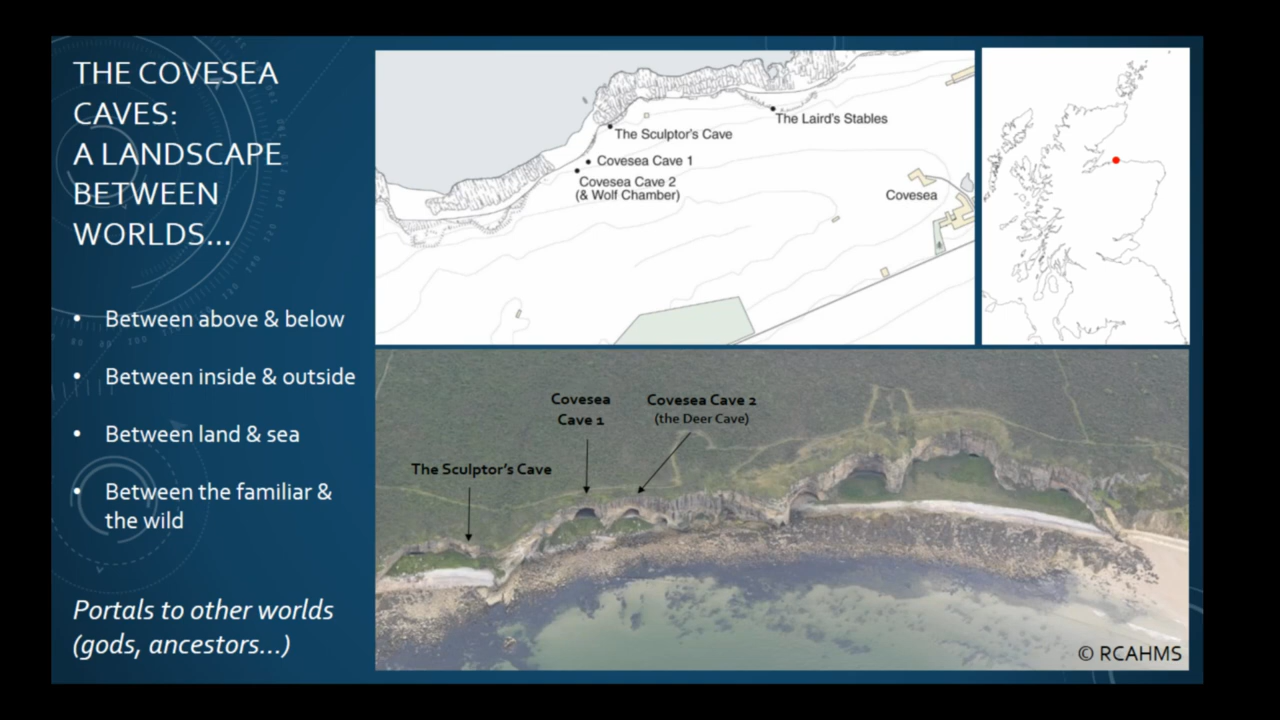 THE COVESEA
CAVES:
A LANDSCAPE
BETWEEN
WORLDS...
• Between above & below
• Between inside & outside
• Between land & sea
• Between the familiar &
the wild
Portals to other worlds
(gods, ancestors...)
The Laird's Stables
The Sculptor's Cave
Covesea Cave 1
Covesea Cave 2
(& Wolf Chamber)
Covesea
Covesea
Cave 1
Covesea Cave 2
(the Deer Cave)
The Sculptor's Cave
© RCAHMS